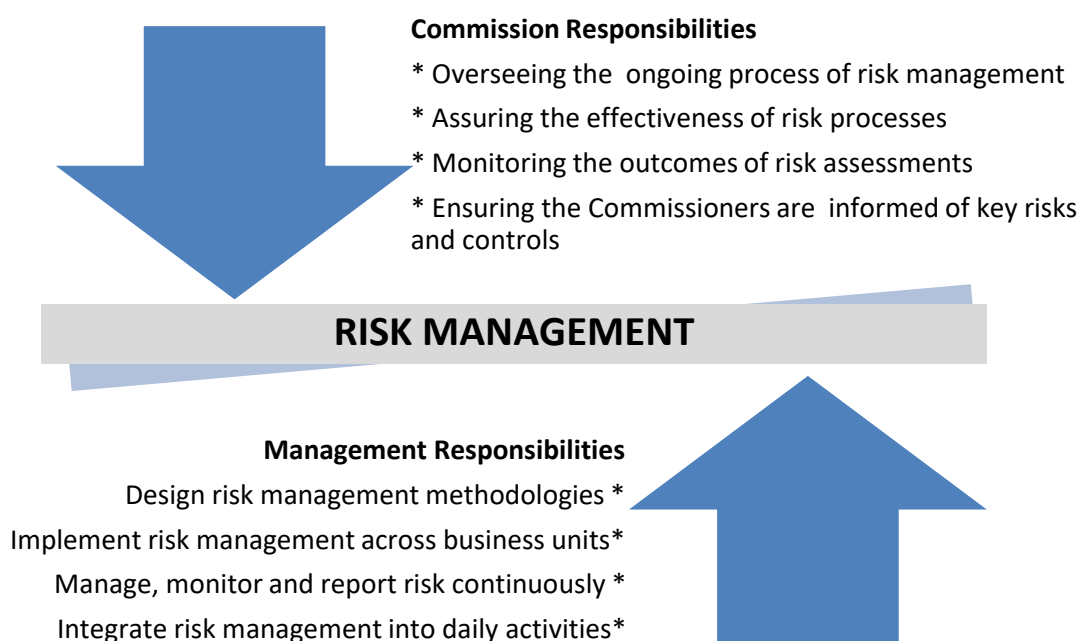 Commission Responsibilities
* Overseeing the ongoing process of risk management
* Assuring the effectiveness of risk processes
* Monitoring the outcomes of risk assessments
* Ensuring the Commissioners are informed of key risks
and controls
RISK MANAGEMENT
Management Responsibilities
Design risk management methodologies *
Implement risk management across business units*
Manage, monitor and report risk continuously *
Integrate risk management into daily activities*